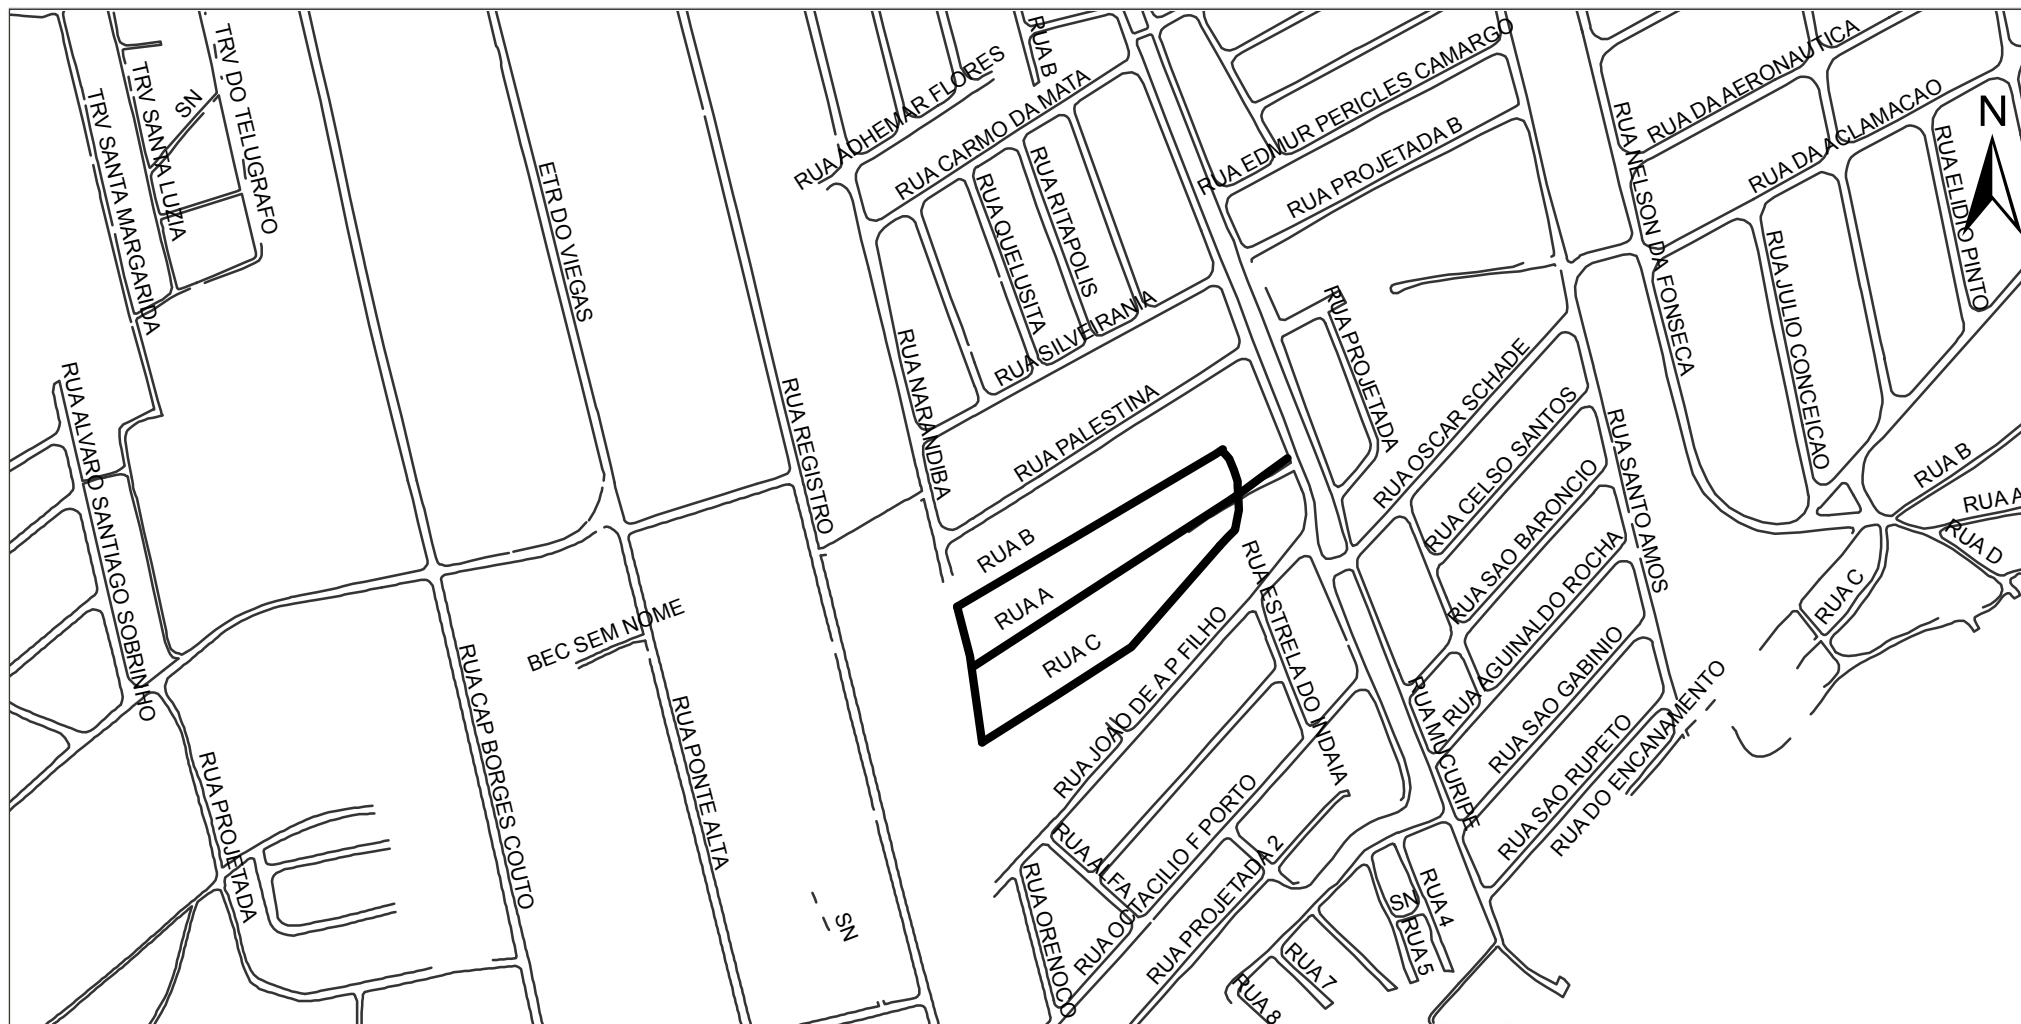 TRV DO TELUGRAFO
TRV SANTA LUZIA
SN
TRV SANTA MARGARIDA
ETR DO VIEGAS
RUA ADHEMAR FLORES
RUA B
RUA CARMO DA MATA
RUA EDMUR PERICLES CAMARGO
RUA PROJETADA B
RUA NELSON DA FONSECA
RUA DA AERONAUTICA
RUA DA ACLAMACAO
N
RUA ELIDIO PINTO
RUA JULIO CONCEICAO
RUA QUELUSITA
RUA RITAPOLIS
RUA SILVEIRANIA
RUA NARANDIBA
RUA PALESTINA
RUA PROJETADA
RUA OSCAR SCHADE
RUA CELSO SANTOS
RUA SAO BARONCIO
RUA SANTO AMOS
RUA AGUINALDO ROCHA
RUA SAO GABINIO
RUA SAO RUPETO
RUA DO ENCANAMENTO
RUA B
RUA A
RUA D
RUA C
RUA ALVARO SANTIAGO SOBRINHO
RUA REGISTRO
RUA B
RUA A
RUA C
BEC SEM NOME
RUA CAP BORGES COUTO
RUA PONTE ALTA
RUA PROJETADA
RUA JOAO DE A P FILHO
RUA ESTRELA DO INDAIA
RUA MUCURIPE
RUA ALFA
RUA OCTACILIO F PORTO
RUA PROJETADA 2
RUA ORENOCO
SN
SN
RUA 4
RUA 5
RUA 7
RUA 8